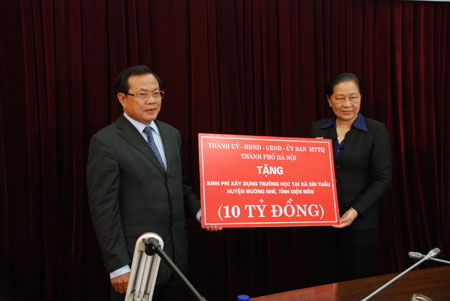 THÀNH UỶ - HĐND - UBND - ỦY BAN MTTQ
THÀNH PHỐ HÀ NỘI
TẶNG
KINH PHÍ XÂY DỰNG TRƯỜNG HỌC TẠI XÃ SÍN THẦU
HUYỆN MƯỜNG NHÉ, TỈNH ĐIỆN BIÊN
(10 TỶ ĐỒNG)